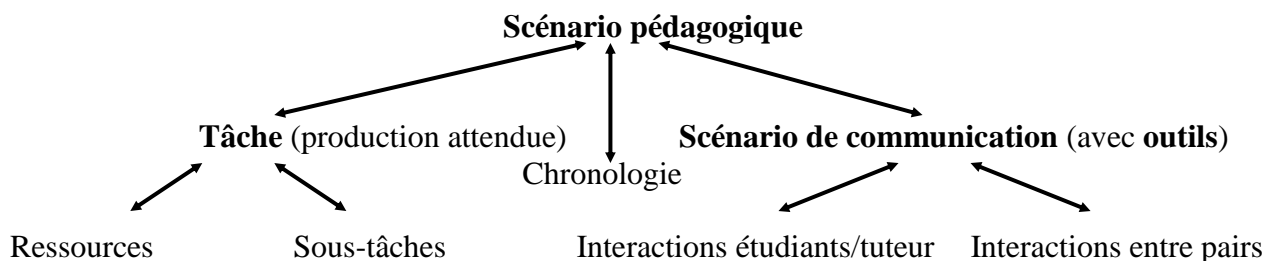 Scénario pédagogique
Tâche (production attendue)
Scénario de communication (avec outils)
Chronologie
Ressources
Sous-tâches
Interactions étudiants/tuteur
Interactions entre pairs